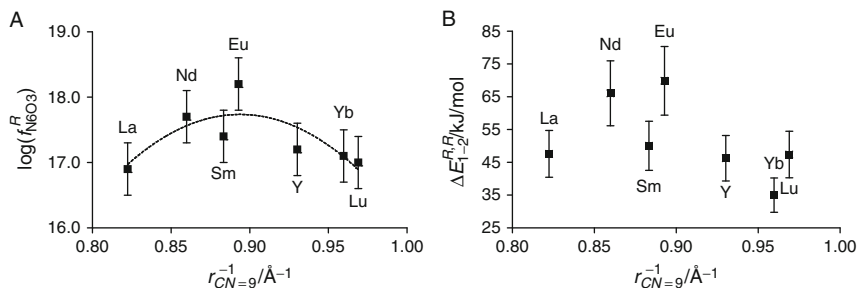 A
log(f^R_N6O3)
18.0
19.0
17.0
16.0
La
Nd
Sm
Eu
Y
Yb
Lu
0.80 0.85 0.90 0.95 1.00
r^−1_CN=9/Å^−1
B
ΔE^R,R_1–2/kJ/mol
85
75
65
55
45
35
25
La
Nd
Sm
Eu
Y
Yb
Lu
0.80 0.85 0.90 0.95 1.00
r^−1_CN=9/Å^−1